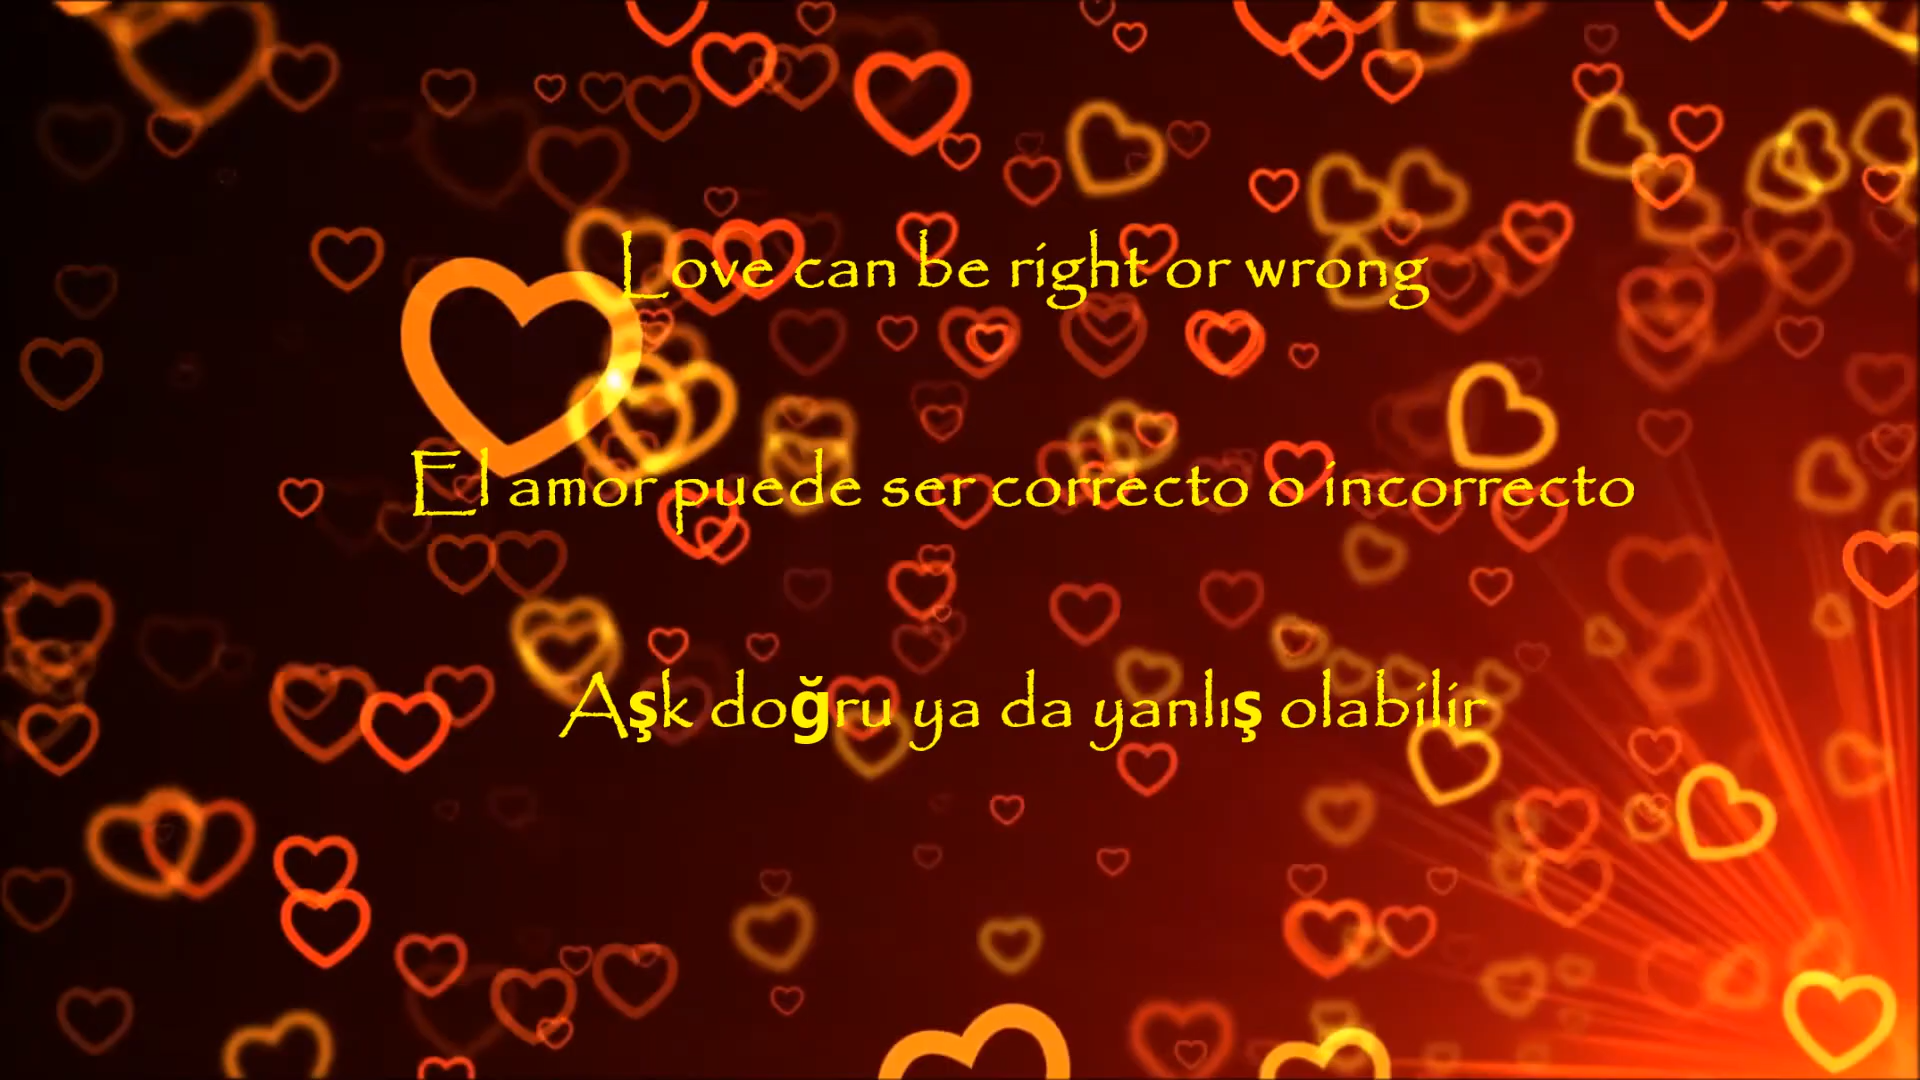 Love can be right or wrong
El amor puede ser correcto o incorrecto
Aşk doğru ya da yanlış olabilir